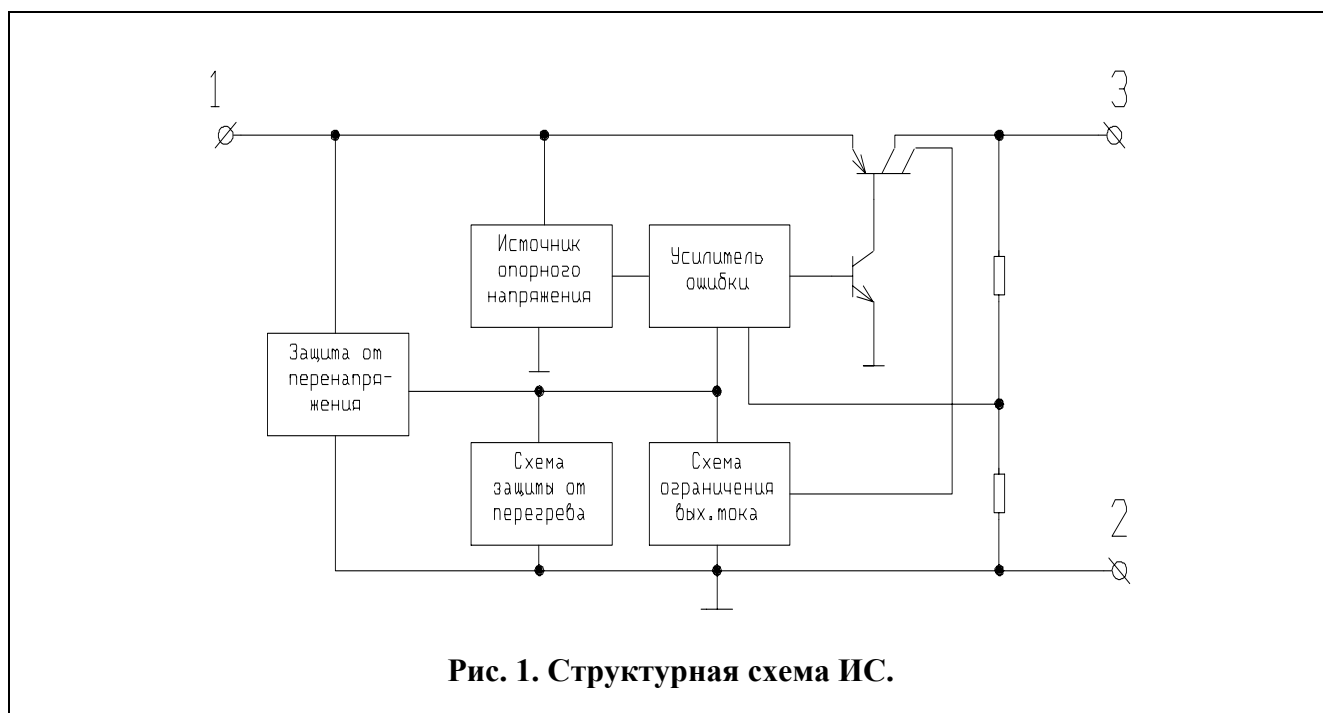 1
3
Источник
опорного
напряжения
Усилитель
ошибки
Защита от
перенапря-
жения
Схема
защиты от
перегрева
Схема
ограничения
вых.тока
2
Рис. 1. Структурная схема ИС.